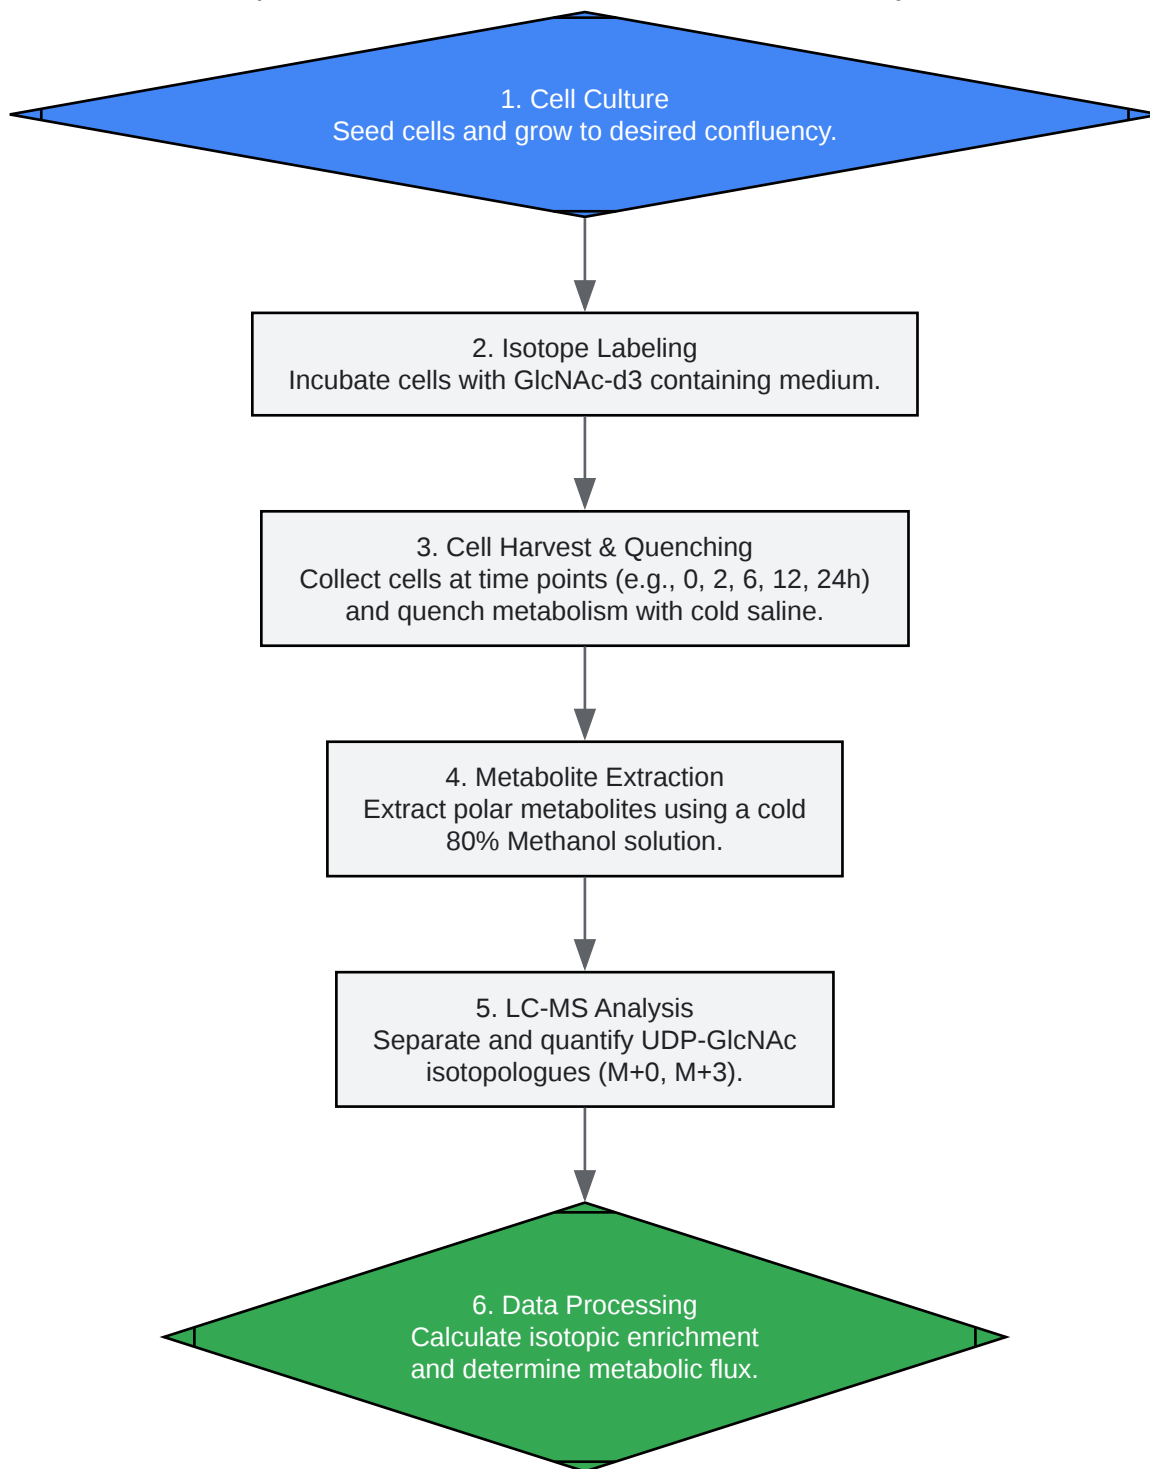 1. Cell Culture
Seed cells and grow to desired confluency.
2. Isotope Labeling
Incubate cells with GlcNAc-d3 containing medium.
3. Cell Harvest & Quenching
Collect cells at time points (e.g., 0, 2, 6, 12, 24h)
and quench metabolism with cold saline.
4. Metabolite Extraction
Extract polar metabolites using a cold
80% Methanol solution.
5. LC-MS Analysis
Separate and quantify UDP-GlcNAc
isotopologues (M+0, M+3).
6. Data Processing
Calculate isotopic enrichment
and determine metabolic flux.